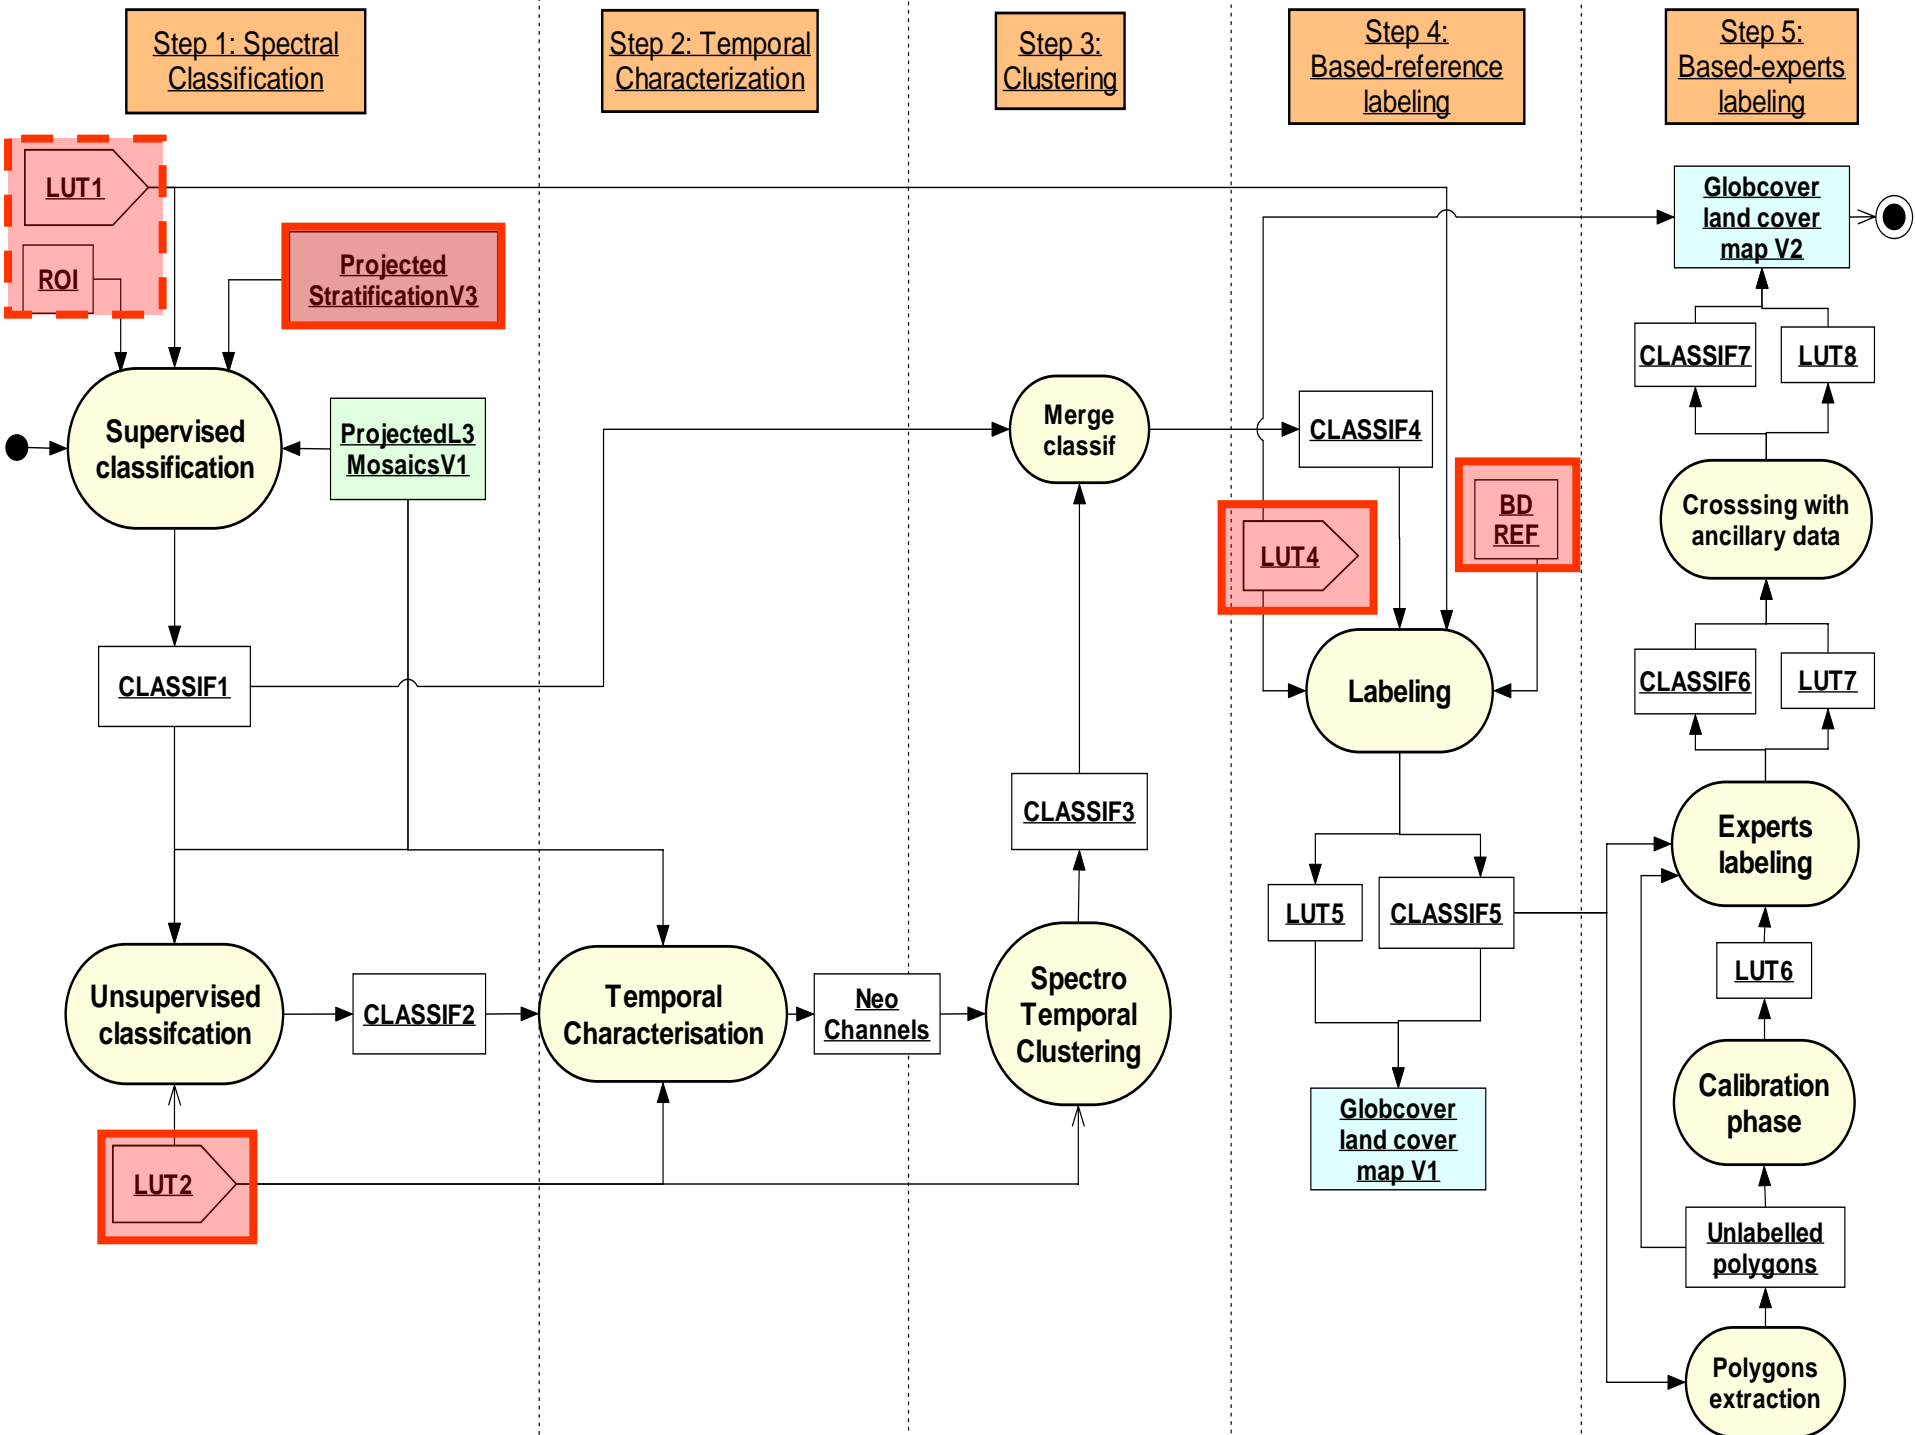 Step 1: Spectral
Classification
Step 2: Temporal
Characterization
Step 3:
Clustering
Step 4:
Based-reference
labeling
Step 5:
Based-experts
labeling
LUT1
ROI
Projected
StratificationV3
Supervised
classification
ProjectedL3
MosaicsV1
CLASSIF1
Unsupervised
classifcation
CLASSIF2
LUT2
Temporal
Characterisation
Neo
Channels
Merge
classif
CLASSIF3
Spectro
Temporal
Clustering
CLASSIF4
LUT4
BD
REF
Labeling
LUT5
CLASSIF5
Globcover
land cover
map V1
Globcover
land cover
map V2
CLASSIF7
LUT8
Crosssing with
ancillary data
CLASSIF6
LUT7
Experts
labeling
LUT6
Calibration
phase
Unlabelled
polygons
Polygons
extraction